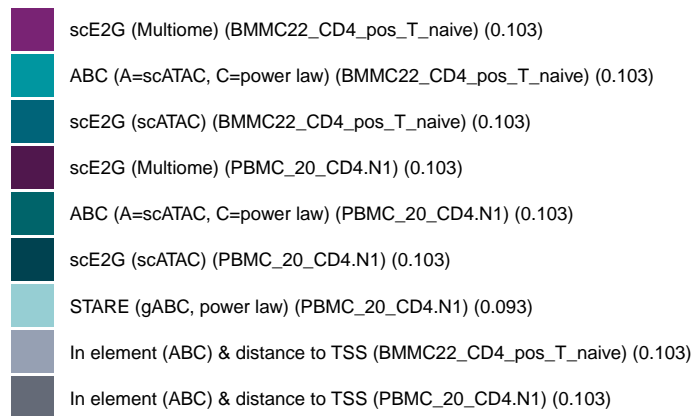 scE2G (Multiome) (BMMC22_CD4_pos_T_naive) (0.103)
ABC (A=scATAC, C=power law) (BMMC22_CD4_pos_T_naive) (0.103)
scE2G (scATAC) (BMMC22_CD4_pos_T_naive) (0.103)
scE2G (Multiome) (PBMC_20_CD4.N1) (0.103)
ABC (A=scATAC, C=power law) (PBMC_20_CD4.N1) (0.103)
scE2G (scATAC) (PBMC_20_CD4.N1) (0.103)
STARE (gABC, power law) (PBMC_20_CD4.N1) (0.093)
In element (ABC) & distance to TSS (BMMC22_CD4_pos_T_naive) (0.103)
In element (ABC) & distance to TSS (PBMC_20_CD4.N1) (0.103)